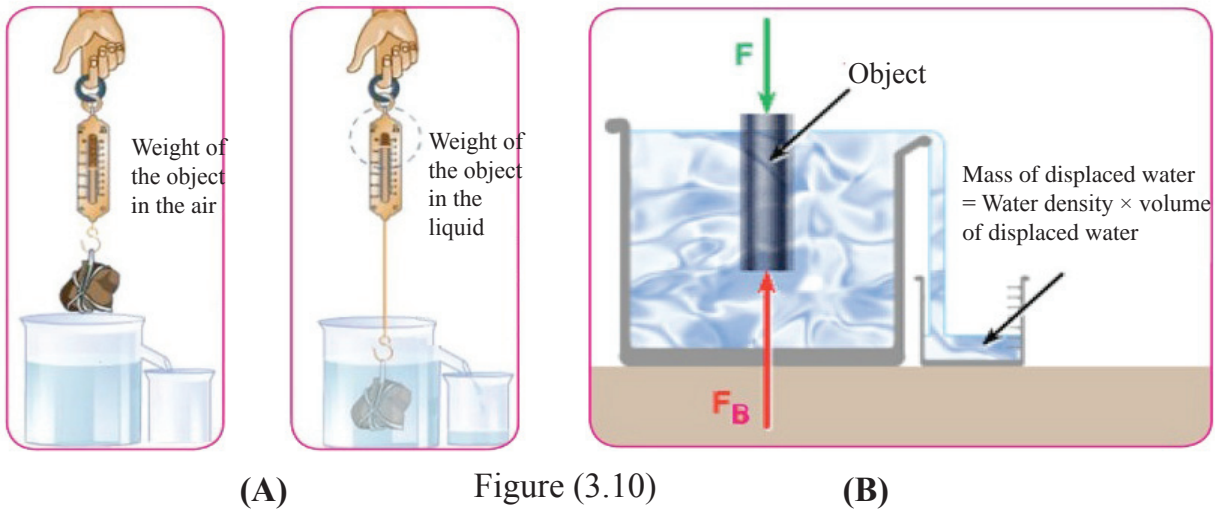 Weight of
the object
in the air
Weight of
the object
in the
liquid
F
Object
Mass of displaced water
= Water density × volume
of displaced water
F_B
(A)
Figure (3.10)
(B)